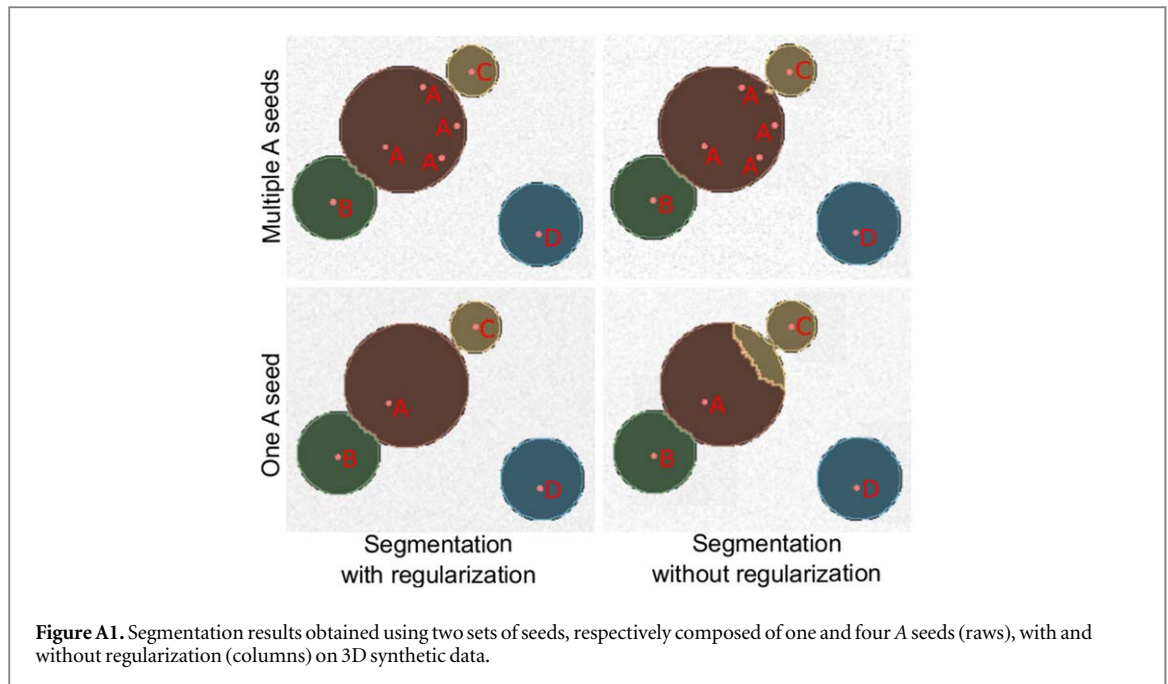 Multiple A seeds
C
A
A
A
A
B
D
C
A
A
A
A
B
D
One A seed
C
A
B
D
C
A
B
D
Segmentation
with regularization
Segmentation
without regularization
Figure A1. Segmentation results obtained using two sets of seeds, respectively composed of one and four A seeds (raws), with and
without regularization (columns) on 3D synthetic data.